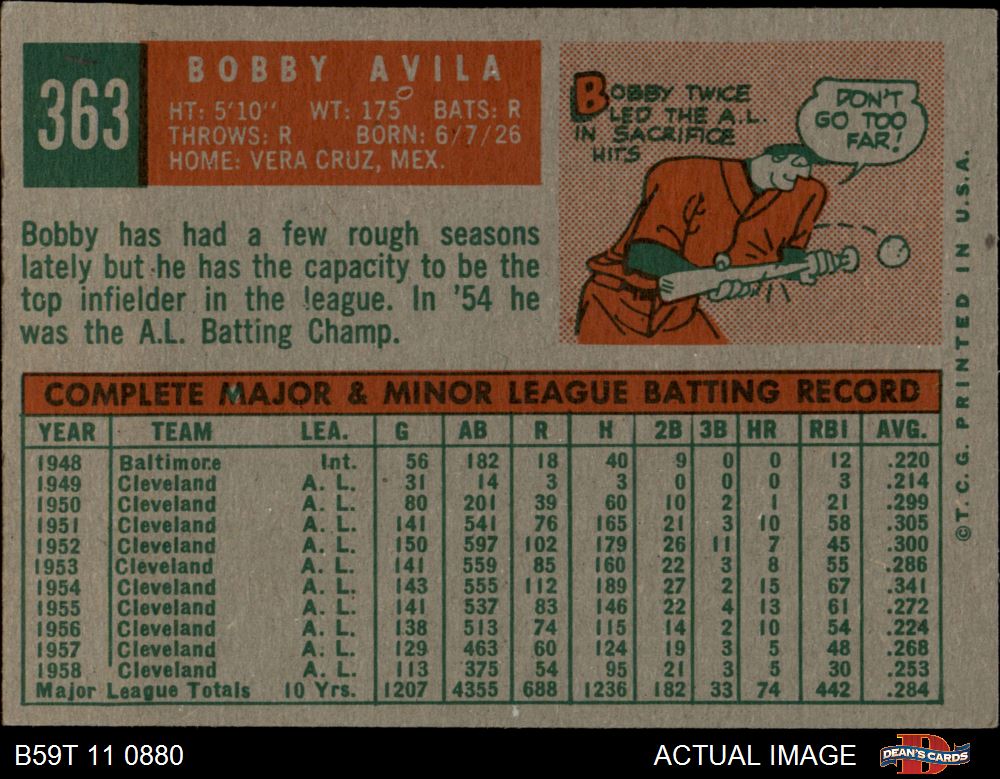 363
BOBBY AVILA
HT: 5'10" WT: 175 BATS: R
THROWS: R BORN: 6/7/26
HOME: VERA CRUZ, MEX.
BOBBY TWICE
LED THE A.L.
IN SACRIFICE
HITS
DON'T
GO TOO
FAR!
Bobby has had a few rough seasons
lately but he has the capacity to be the
top infielder in the league. In '54 he
was the A.L. Batting Champ.
COMPLETE MAJOR & MINOR LEAGUE BATTING RECORD
YEAR TEAM LEA. G AB R H 2B 3B HR RBI AVG.
1948 Baltimore Int. 56 182 18 40 9 0 0 12 .220
1949 Cleveland A. L. 31 14 3 3 0 0 0 3 .214
1950 Cleveland A. L. 80 201 39 60 10 2 1 21 .299
1951 Cleveland A. L. 141 541 76 165 21 3 10 58 .305
1952 Cleveland A. L. 150 597 102 179 26 11 7 45 .300
1953 Cleveland A. L. 141 559 85 160 22 3 8 55 .286
1954 Cleveland A. L. 143 555 112 189 27 2 15 67 .341
1955 Cleveland A. L. 141 537 83 146 22 4 13 61 .272
1956 Cleveland A. L. 138 513 74 115 14 2 10 54 .224
1957 Cleveland A. L. 129 463 60 124 19 3 5 48 .268
1958 Cleveland A. L. 113 375 54 95 21 3 5 30 .253
Major League Totals 10 Yrs. 1207 4355 688 1236 182 33 74 442 .284
©T.C.G. PRINTED IN U.S.A.
B59T 11 0880
ACTUAL IMAGE
DEAN'S CARDS